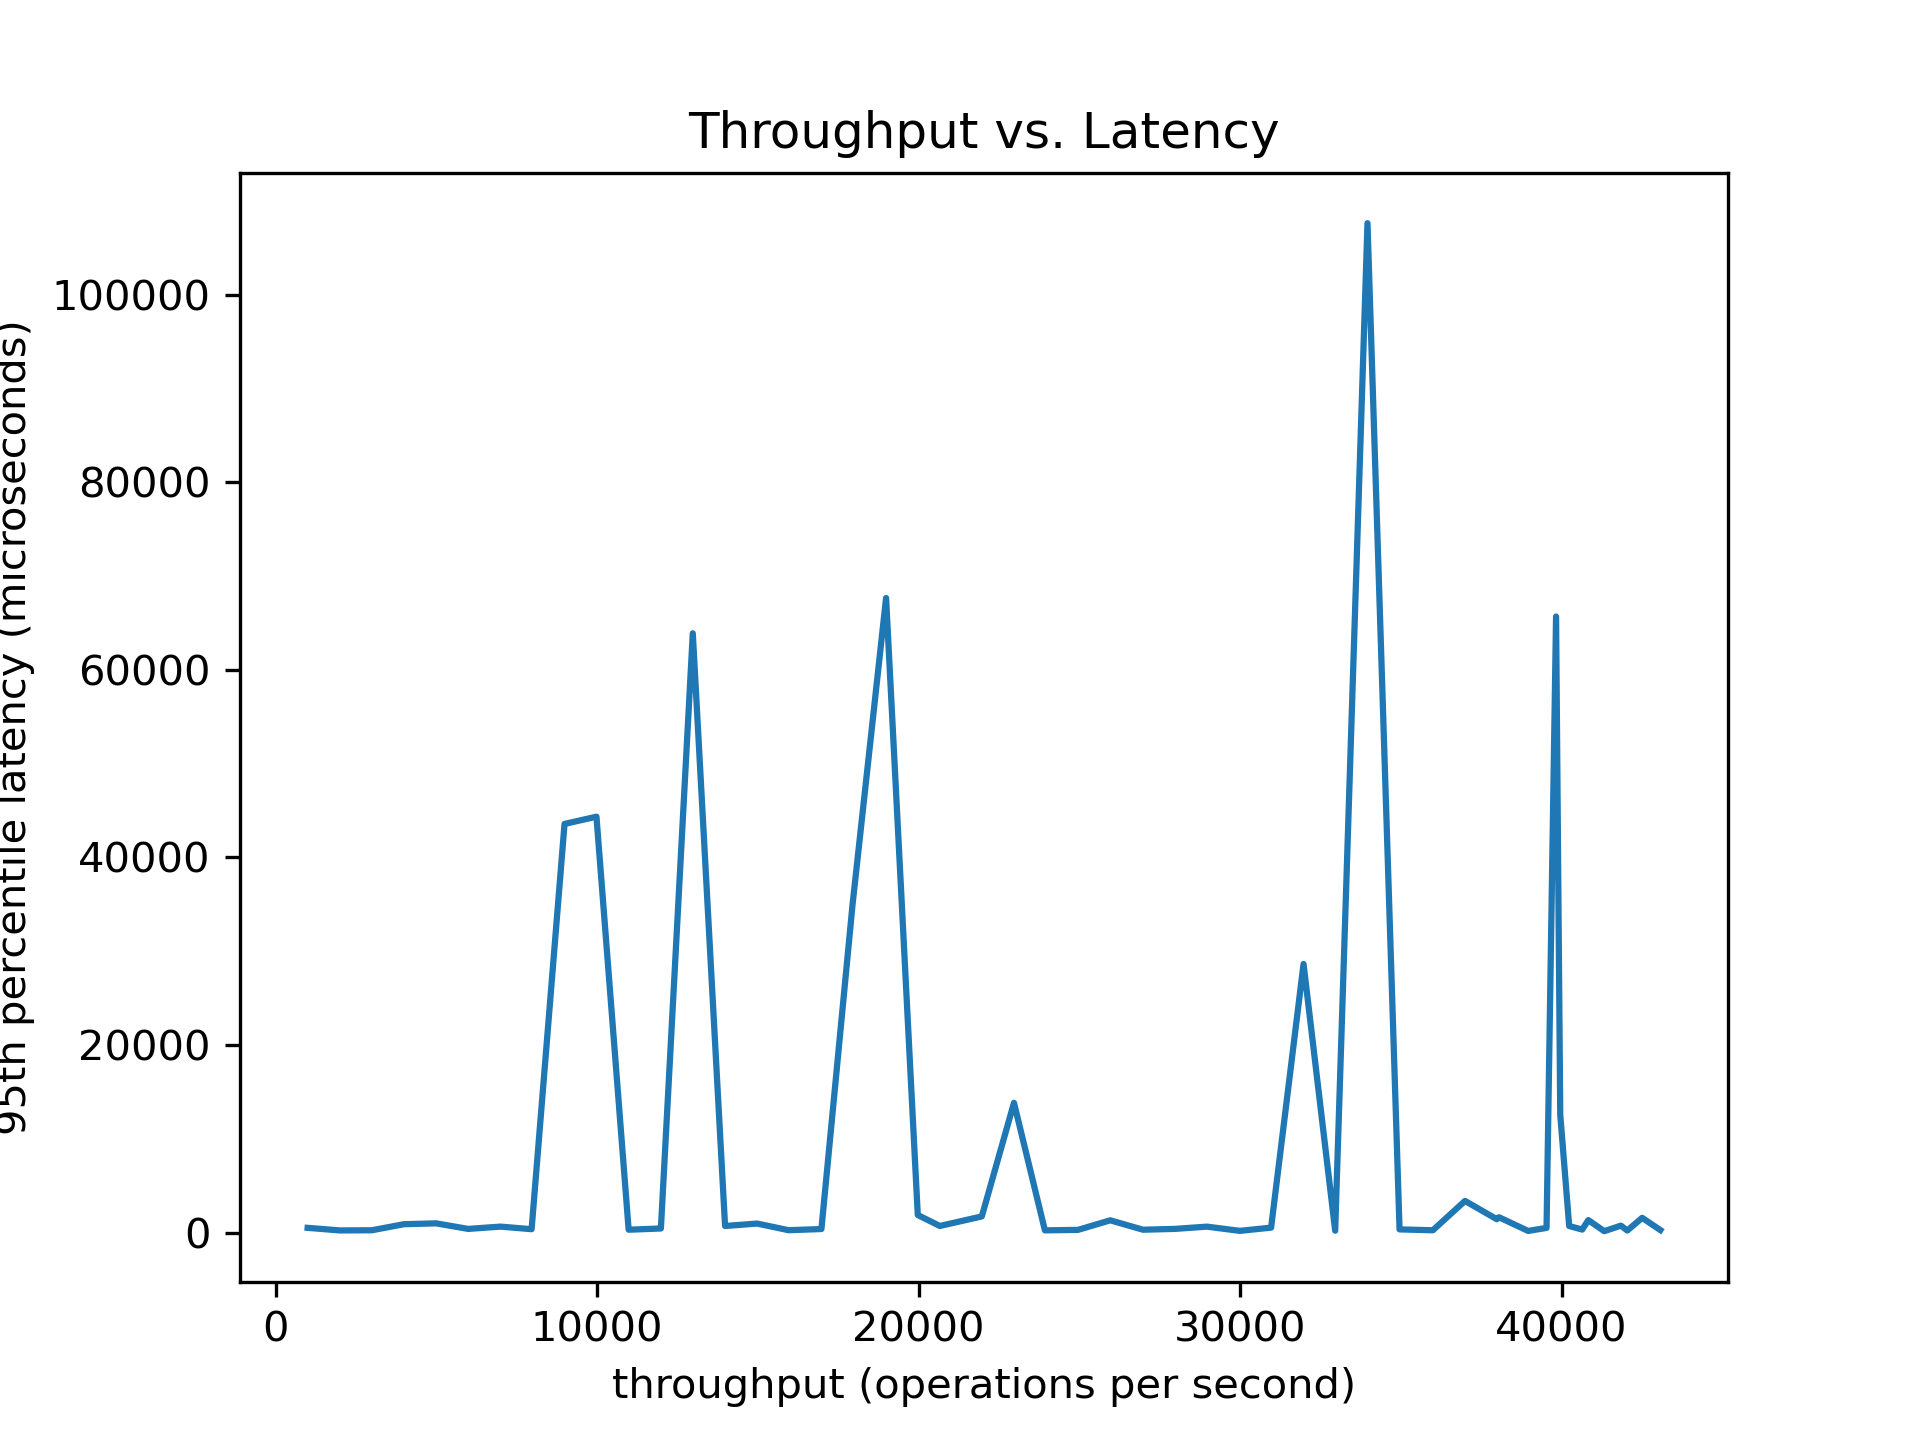 Throughput vs. Latency
95th percentile latency (microseconds)
100000
80000
60000
40000
20000
0
0 10000 20000 30000 40000
throughput (operations per second)